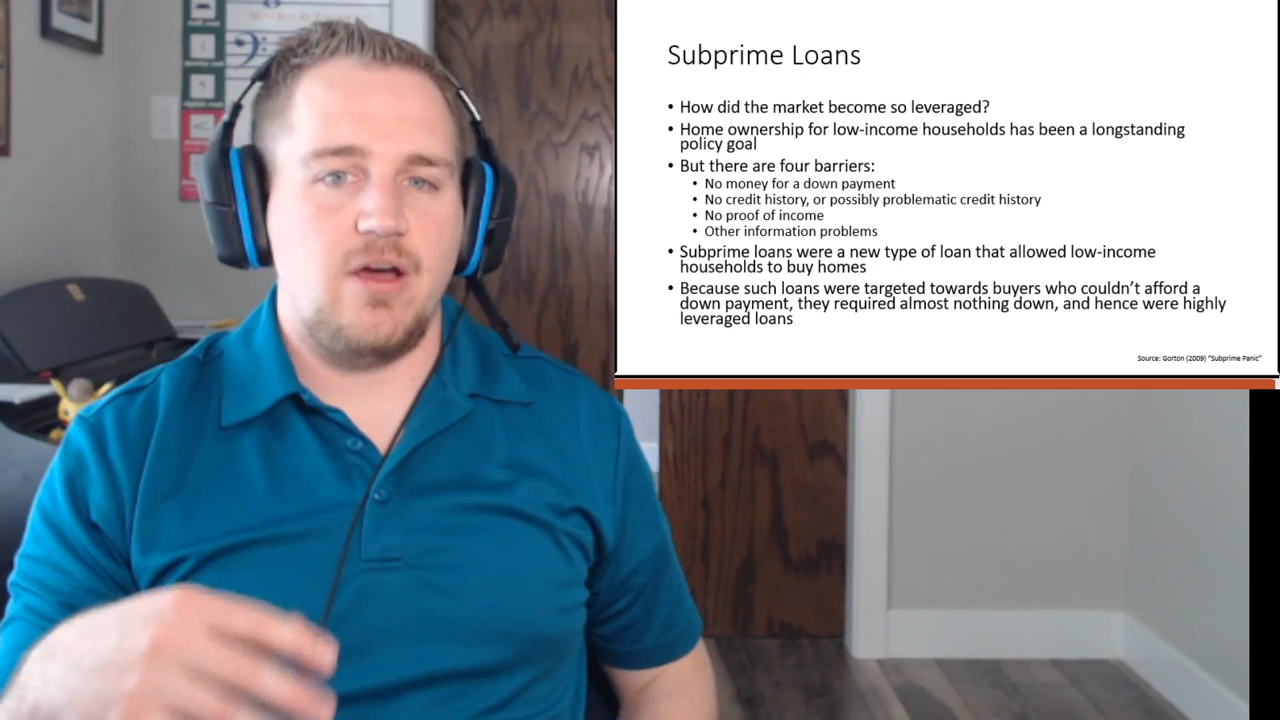 Subprime Loans
• How did the market become so leveraged?
• Home ownership for low-income households has been a longstanding
policy goal
• But there are four barriers:
• No money for a down payment
• No credit history, or possibly problematic credit history
• No proof of income
• Other information problems
• Subprime loans were a new type of loan that allowed low-income
households to buy homes
• Because such loans were targeted towards buyers who couldn't afford a
down payment, they required almost nothing down, and hence were highly
leveraged loans
Source: Gorton (2009) "Subprime Panic"